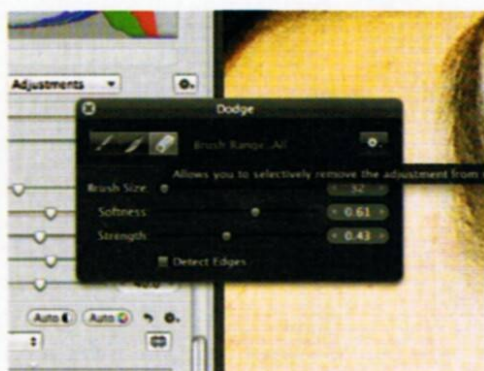 Adjustments
Dodge
Brush Range: All
Allows you to selectively remove the adjustment from
Brush Size: 32
Softness: 0.61
Strength: 0.43
Detect Edges
Auto Auto